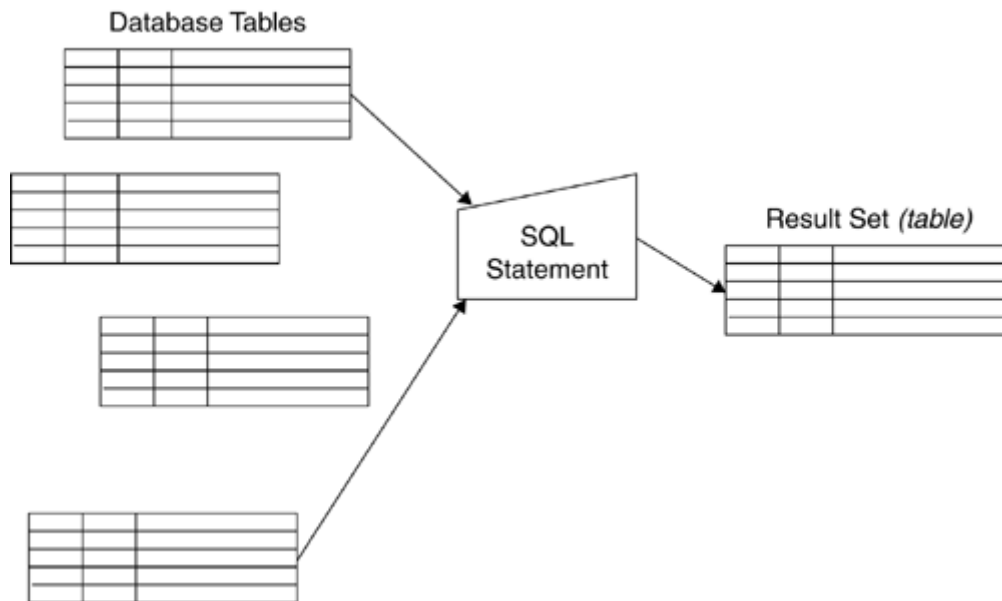 Database Tables
SQL
Statement
Result Set (table)